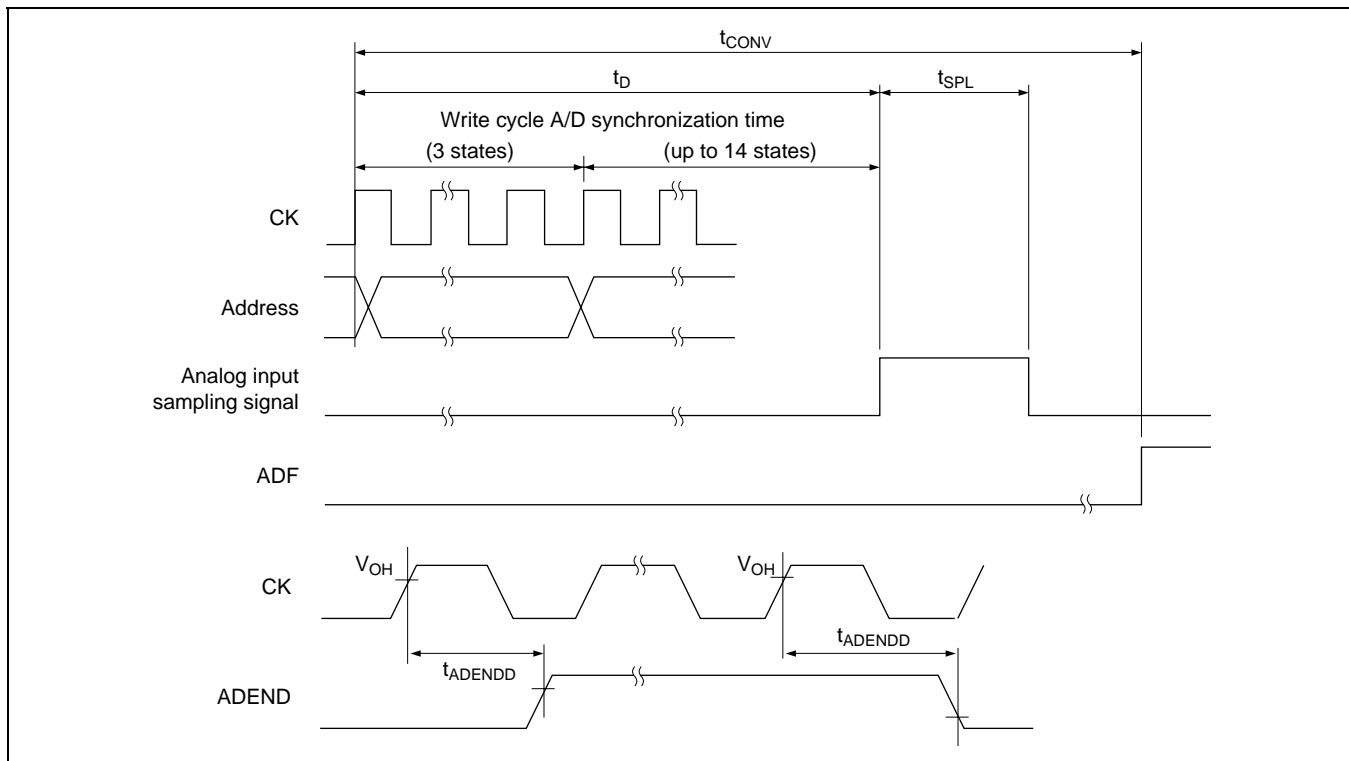 tCONV
tD tSPL
Write cycle A/D synchronization time
(3 states) (up to 14 states)
CK
Address
Analog input
sampling signal
ADF
VOH VOH
CK
tADENDD
tADENDD
ADEND